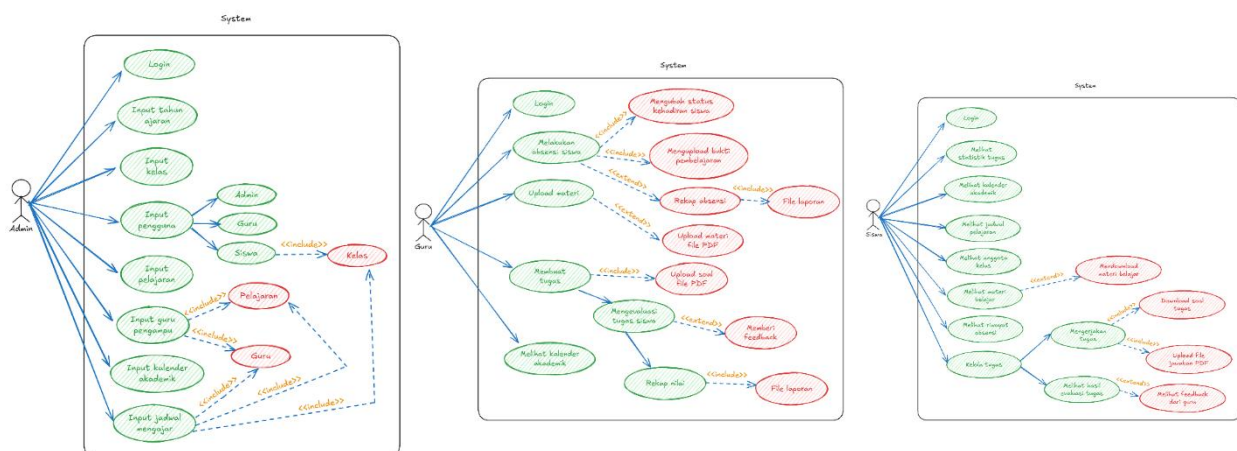 System
Login
Input tahun
ajaran
Input
kelas
Input
pengguna
Admin
Guru
Siswa
<<include>>
Kelas
Input
pelajaran
Input guru
pengampu
<<include>>
Pelajaran
<<include>>
Guru
Input kalender
akademik
Input jadwal
mengajar
<<include>>
<<include>>
<<include>>
Admin
System
Login
Melakukan
absensi siswa
<<include>>
Mengubah status
kehadiran siswa
<<include>>
Mengupload bukti
pembelajaran
<<extend>>
Rekap absensi
<<include>>
File laporan
Upload materi
<<extend>>
Upload materi
file PDF
Membuat
tugas
<<include>>
Upload soal
file PDF
Mengevaluasi
tugas siswa
<<extend>>
Memberi
feedback
Rekap nilai
<<include>>
File laporan
Melihat kalender
akademik
Guru
System
Login
Melihat
statistik tugas
Melihat kalender
akademik
Melihat jadwal
pelajaran
Melihat anggota
kelas
Melihat materi
belajar
<<extend>>
Mendownload
materi belajar
Melihat riwayat
absensi
Kelola tugas
Mengerjakan
tugas
<<include>>
Download soal
tugas
<<include>>
Upload file
jawaban PDF
Melihat hasil
evaluasi tugas
<<extend>>
Melihat feedback
dari guru
Siswa